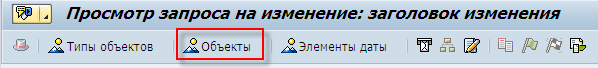 Просмотр запроса на изменение: заголовок изменения
Типы объектов Объекты Элементы даты